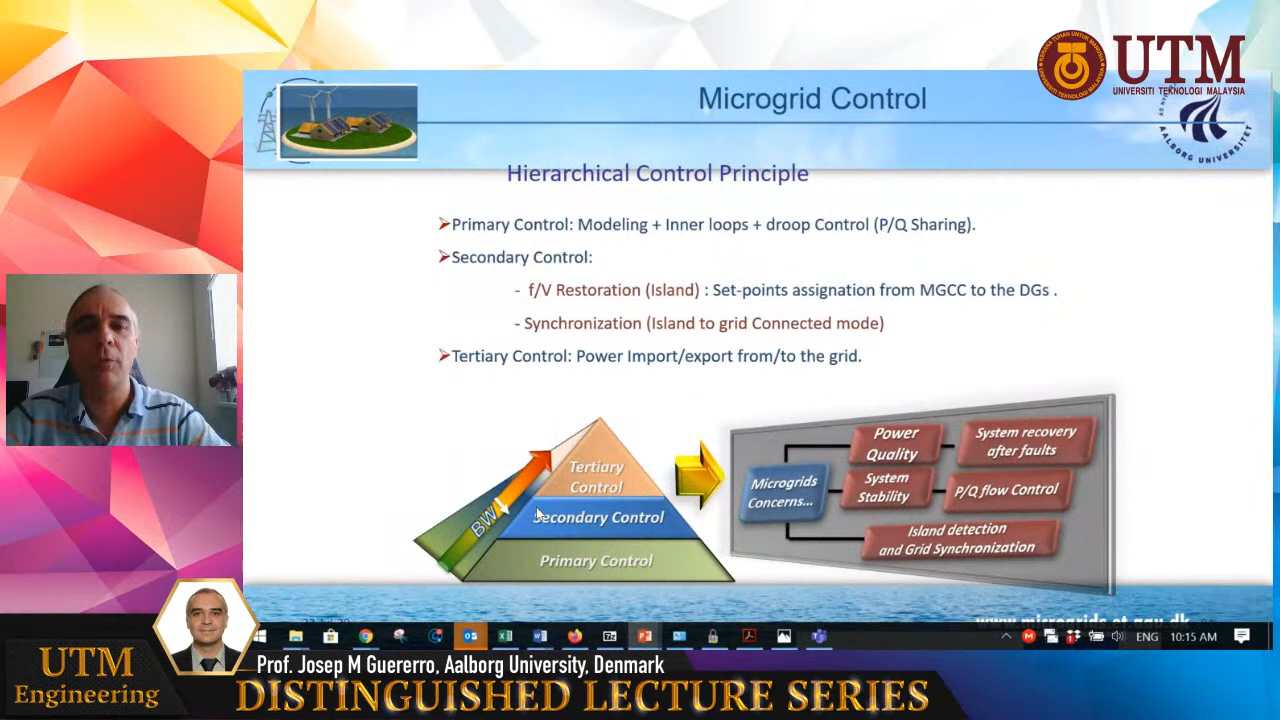 UTM
UNIVERSITI TEKNOLOGI MALAYSIA
Microgrid Control
AALBORG UNIVERSITET
Hierarchical Control Principle
Primary Control: Modeling + Inner loops + droop Control (P/Q Sharing).
Secondary Control:
- f/V Restoration (Island) : Set-points assignation from MGCC to the DGs .
- Synchronization (Island to grid Connected mode)
Tertiary Control: Power Import/export from/to the grid.
Tertiary
Control
BW
Secondary Control
Primary Control
Microgrids
Concerns...
Power
Quality
System recovery
after faults
System
Stability
P/Q flow Control
Island detection
and Grid Synchronization
ENG
10:15 AM
UTM
Engineering
Prof. Josep M Guererro, Aalborg University, Denmark
DISTINGUISHED LECTURE SERIES